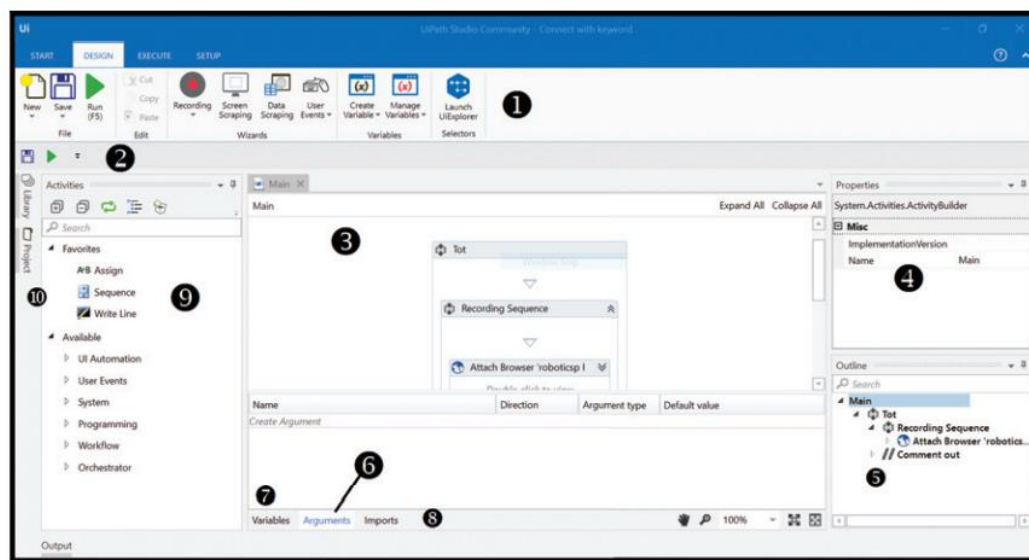 Ui
UiPath Studio Community - Connect with keyword
START DESIGN EXECUTE SETUP
New Save Run (F5)
File
Cut
Copy
Paste
Edit
Recording Screen Scraping Data Scraping User Events
Wizards
Create Variable Manage Variables
Variables
Launch UiExplorer
Selectors
1
2
Library
Project
10
Activities
Search
Favorites
A*B Assign
Sequence
Write Line
9
Available
UI Automation
User Events
System
Programming
Workflow
Orchestrator
Main
Main Expand All Collapse All
3
Tot
Recording Sequence
Attach Browser 'roboticsp l
Double click to view
Name Direction Argument type Default value
Create Argument
6
7
Variables Arguments Imports
8
100%
Properties
System.Activities.ActivityBuilder
Misc
ImplementationVersion
Name Main
4
Outline
Search
Main
Tot
Recording Sequence
Attach Browser 'robotics...
// Comment out
5
Output